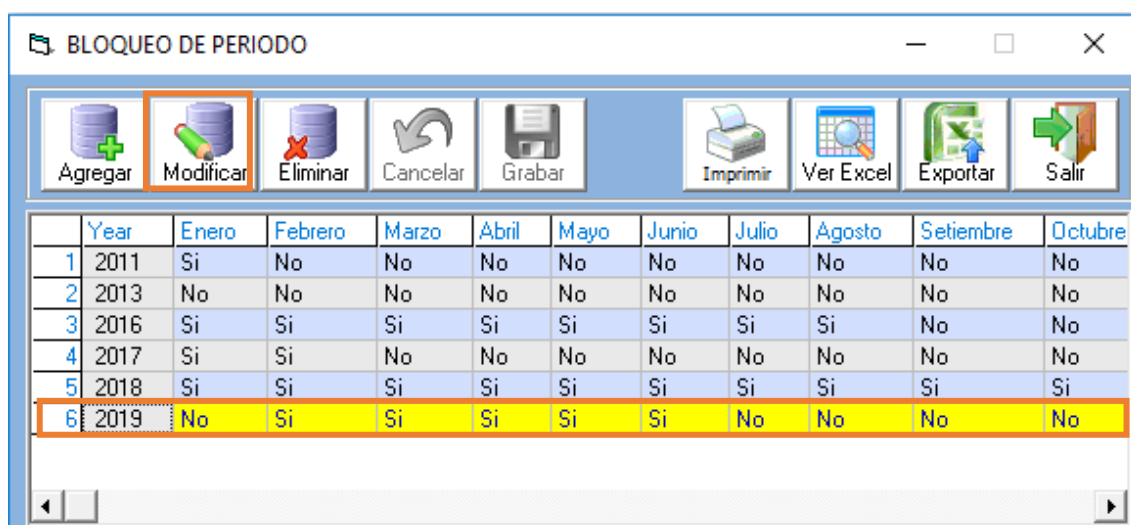 BLOQUEO DE PERIODO
Agregar Modificar Eliminar Cancelar Grabar Imprimir Ver Excel Exportar Salir
Year Enero Febrero Marzo Abril Mayo Junio Julio Agosto Setiembre Octubre
1 2011 Si No No No No No No No No No
2 2013 No No No No No No No No No No
3 2016 Si Si Si Si Si Si Si Si No No
4 2017 Si Si No No No No No No No No
5 2018 Si Si Si Si Si Si Si Si Si Si
6 2019 No Si Si Si Si Si No No No No